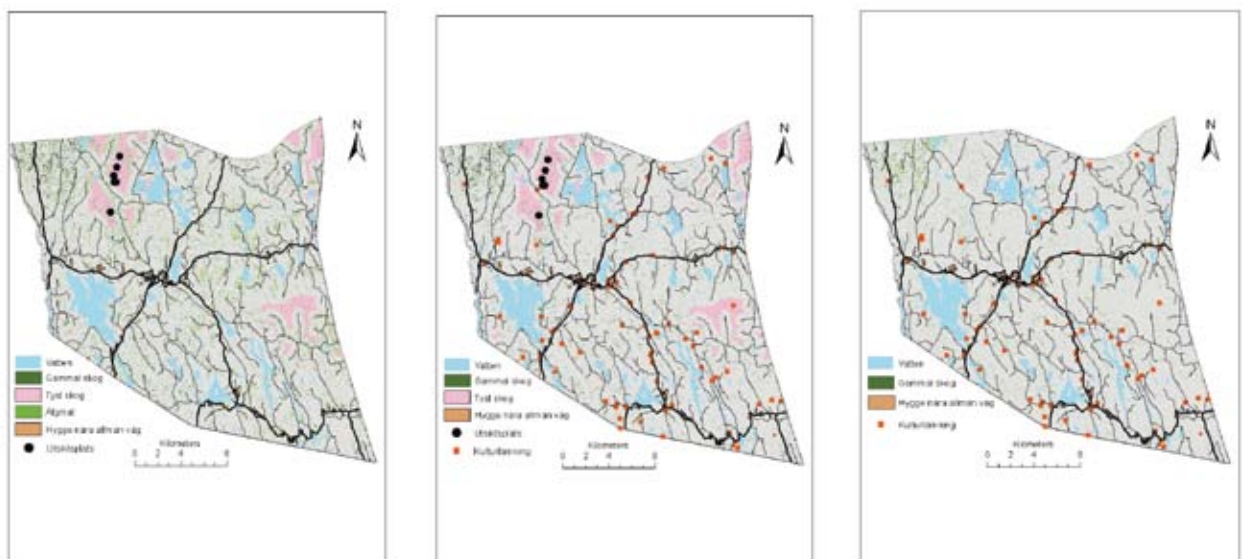 N
Vatten
Gammal skog
Tyst skog
Hygge nära allmän väg
Utsiktsplats
Kilometers
0 2 4 8
N
Vatten
Gammal skog
Tyst skog
Hygge nära allmän väg
Utsiktsplats
Kulturlämning
Kilometers
0 2 4 8
N
Vatten
Gammal skog
Hygge nära allmän väg
Kulturlämning
Kilometers
0 2 4 8